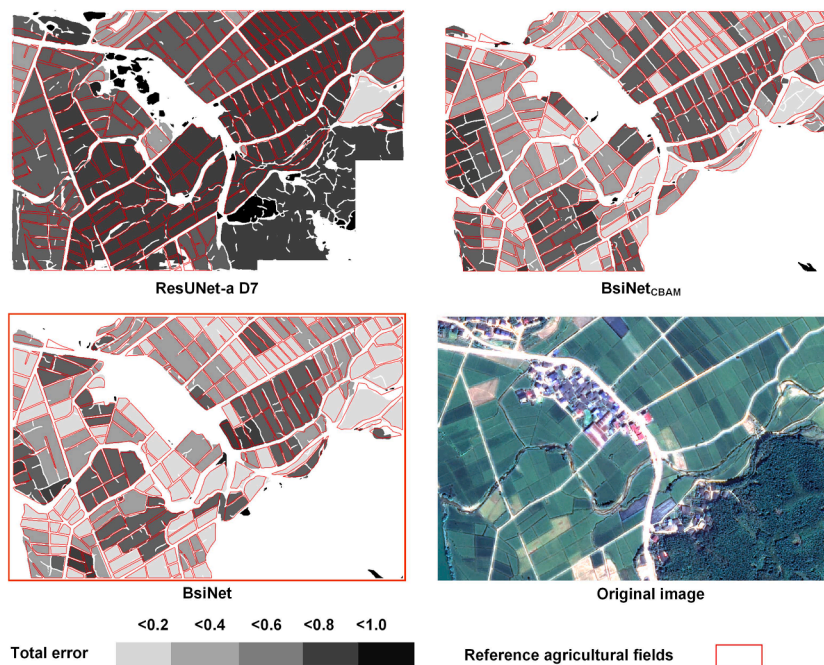 ResUNet-a D7
BsiNetCBAM
BsiNet
Original image
<0.2 <0.4 <0.6 <0.8 <1.0
Total error
Reference agricultural fields